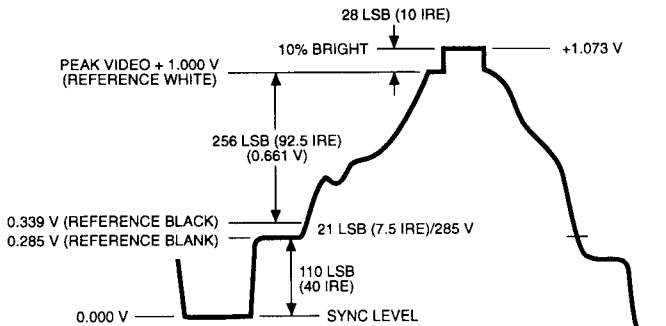 28 LSB (10 IRE)
10% BRIGHT
+1.073 V
PEAK VIDEO + 1.000 V
(REFERENCE WHITE)
256 LSB (92.5 IRE)
(0.661 V)
0.339 V (REFERENCE BLACK)
0.285 V (REFERENCE BLANK)
21 LSB (7.5 IRE)/285 V
110 LSB
(40 IRE)
0.000 V
SYNC LEVEL